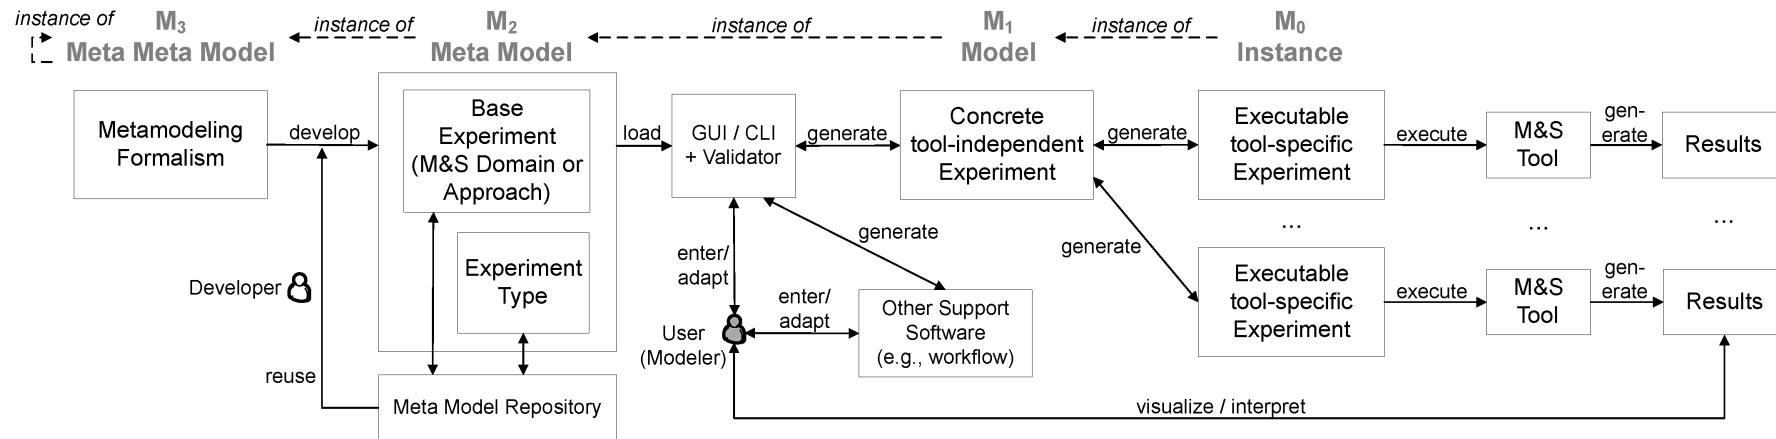 instance of
M3
Meta Meta Model
instance of
M2
Meta Model
instance of
M1
Model
instance of
M0
Instance
Metamodeling
Formalism
develop
Base
Experiment
(M&S Domain or
Approach)
load
GUI / CLI
+ Validator
generate
Concrete
tool-independent
Experiment
generate
Executable
tool-specific
Experiment
execute
M&S
Tool
gen-
erate
Results
...
...
...
Experiment
Type
Developer
enter/
adapt
generate
generate
enter/
adapt
User
(Modeler)
Other Support
Software
(e.g., workflow)
Executable
tool-specific
Experiment
execute
M&S
Tool
gen-
erate
Results
reuse
Meta Model Repository
visualize / interpret